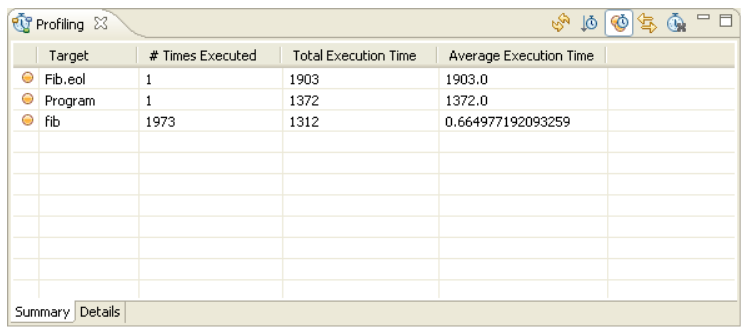 Profiling
Target # Times Executed Total Execution Time Average Execution Time
Fib.eol 1 1903 1903.0
Program 1 1372 1372.0
fib 1973 1312 0.664977192093259
Summary Details